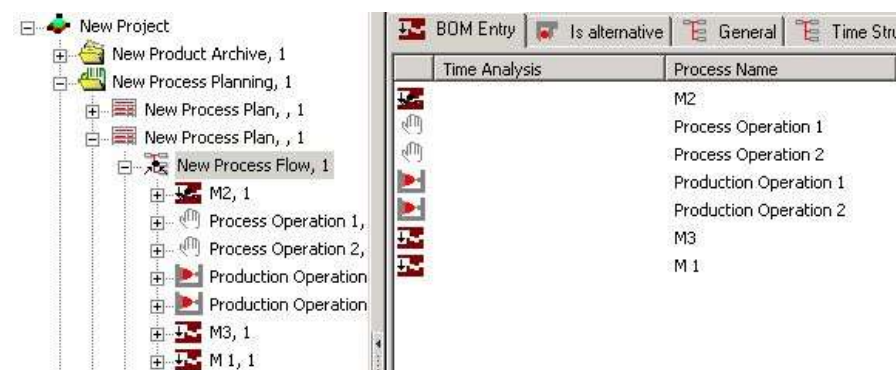 New Project
New Product Archive, 1
New Process Planning, 1
New Process Plan, , 1
New Process Plan, , 1
New Process Flow, 1
M2, 1
Process Operation 1,
Process Operation 2,
Production Operation
Production Operation
M3, 1
M 1, 1
BOM Entry Is alternative General Time Stru
Time Analysis Process Name
M2
Process Operation 1
Process Operation 2
Production Operation 1
Production Operation 2
M3
M 1